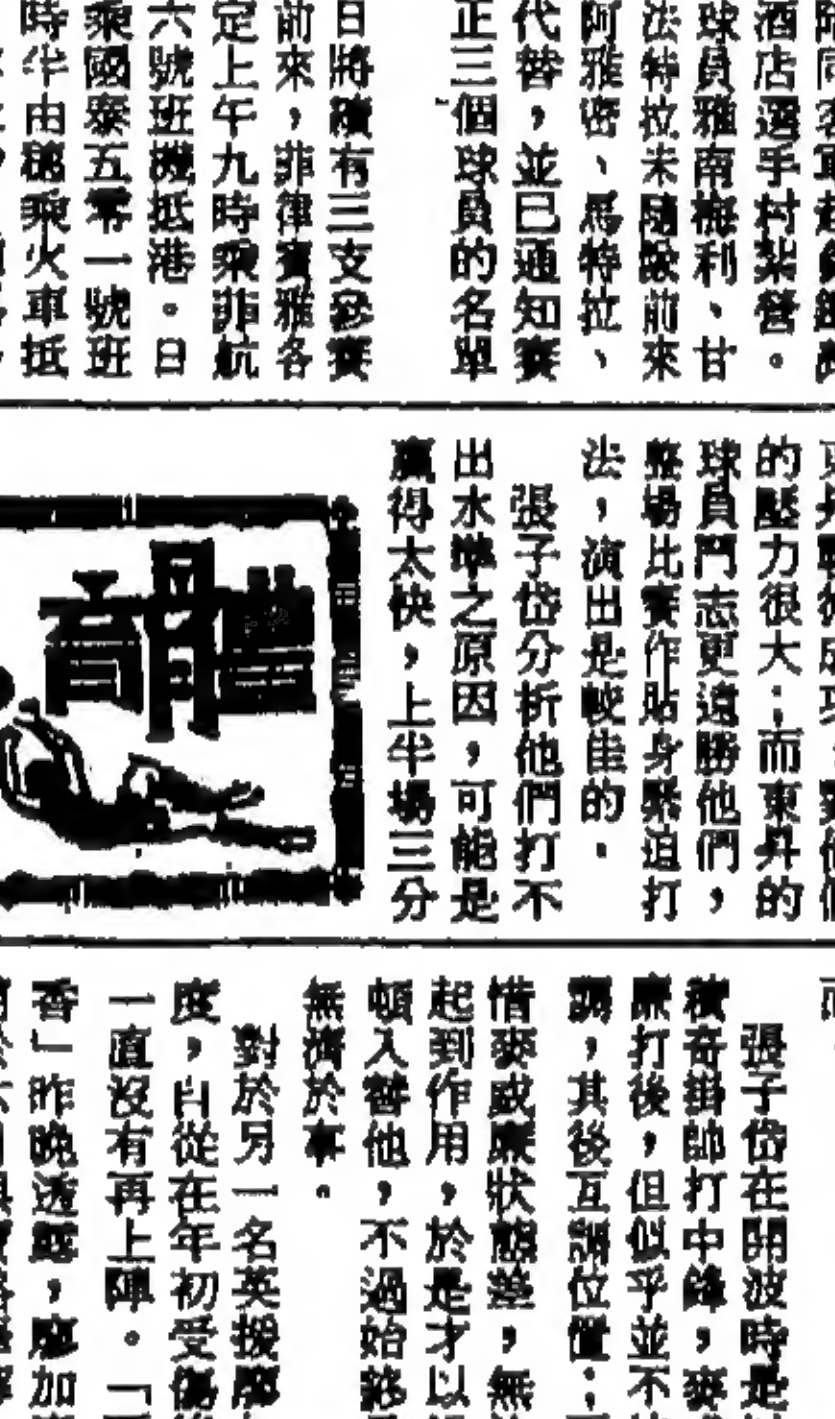 酒店選手村紮營。
球員雅南梅利、甘
法特拉未隨隊前來
阿雅密、馬特拉、
代替，並已通知賽
正三個球員的名單
日將續有三支參賽
前來，菲律賓雅各
定上午九時乘菲航
六號班機抵港。日
乘國泰五零一號班
時半由穗乘火車抵
的壓力很大；而東昇的
球員鬥志更遠勝他們，
整場比賽作貼身緊迫打
法，演出是較佳的。
張子岱分折他們打不
出水準之原因，可能是
贏得太快，上半場三分
體育
張子岱在開波時是
積奇掛帥打中鋒，麥
廉打後，但似乎並不
調，其後互調位置；
惜麥或廉狀態差，無
起到作用，於是才以
頓入替他，不過始終
無濟於事。
對於另一名英援廖
度，自從在年初受傷
一直沒有再上陣。「
香」昨晚透露，廖加